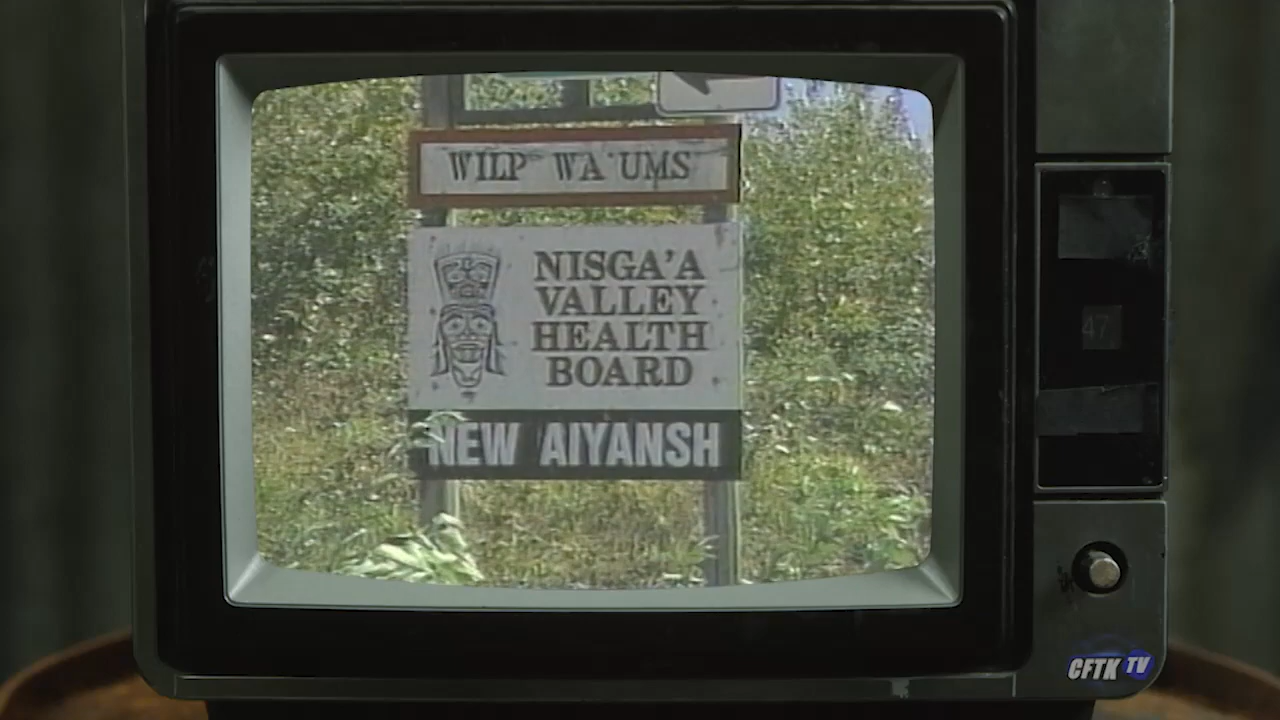 WILP WA'UMS
NISGA'A
VALLEY
HEALTH
BOARD
NEW AIYANSH
47
CFTK TV